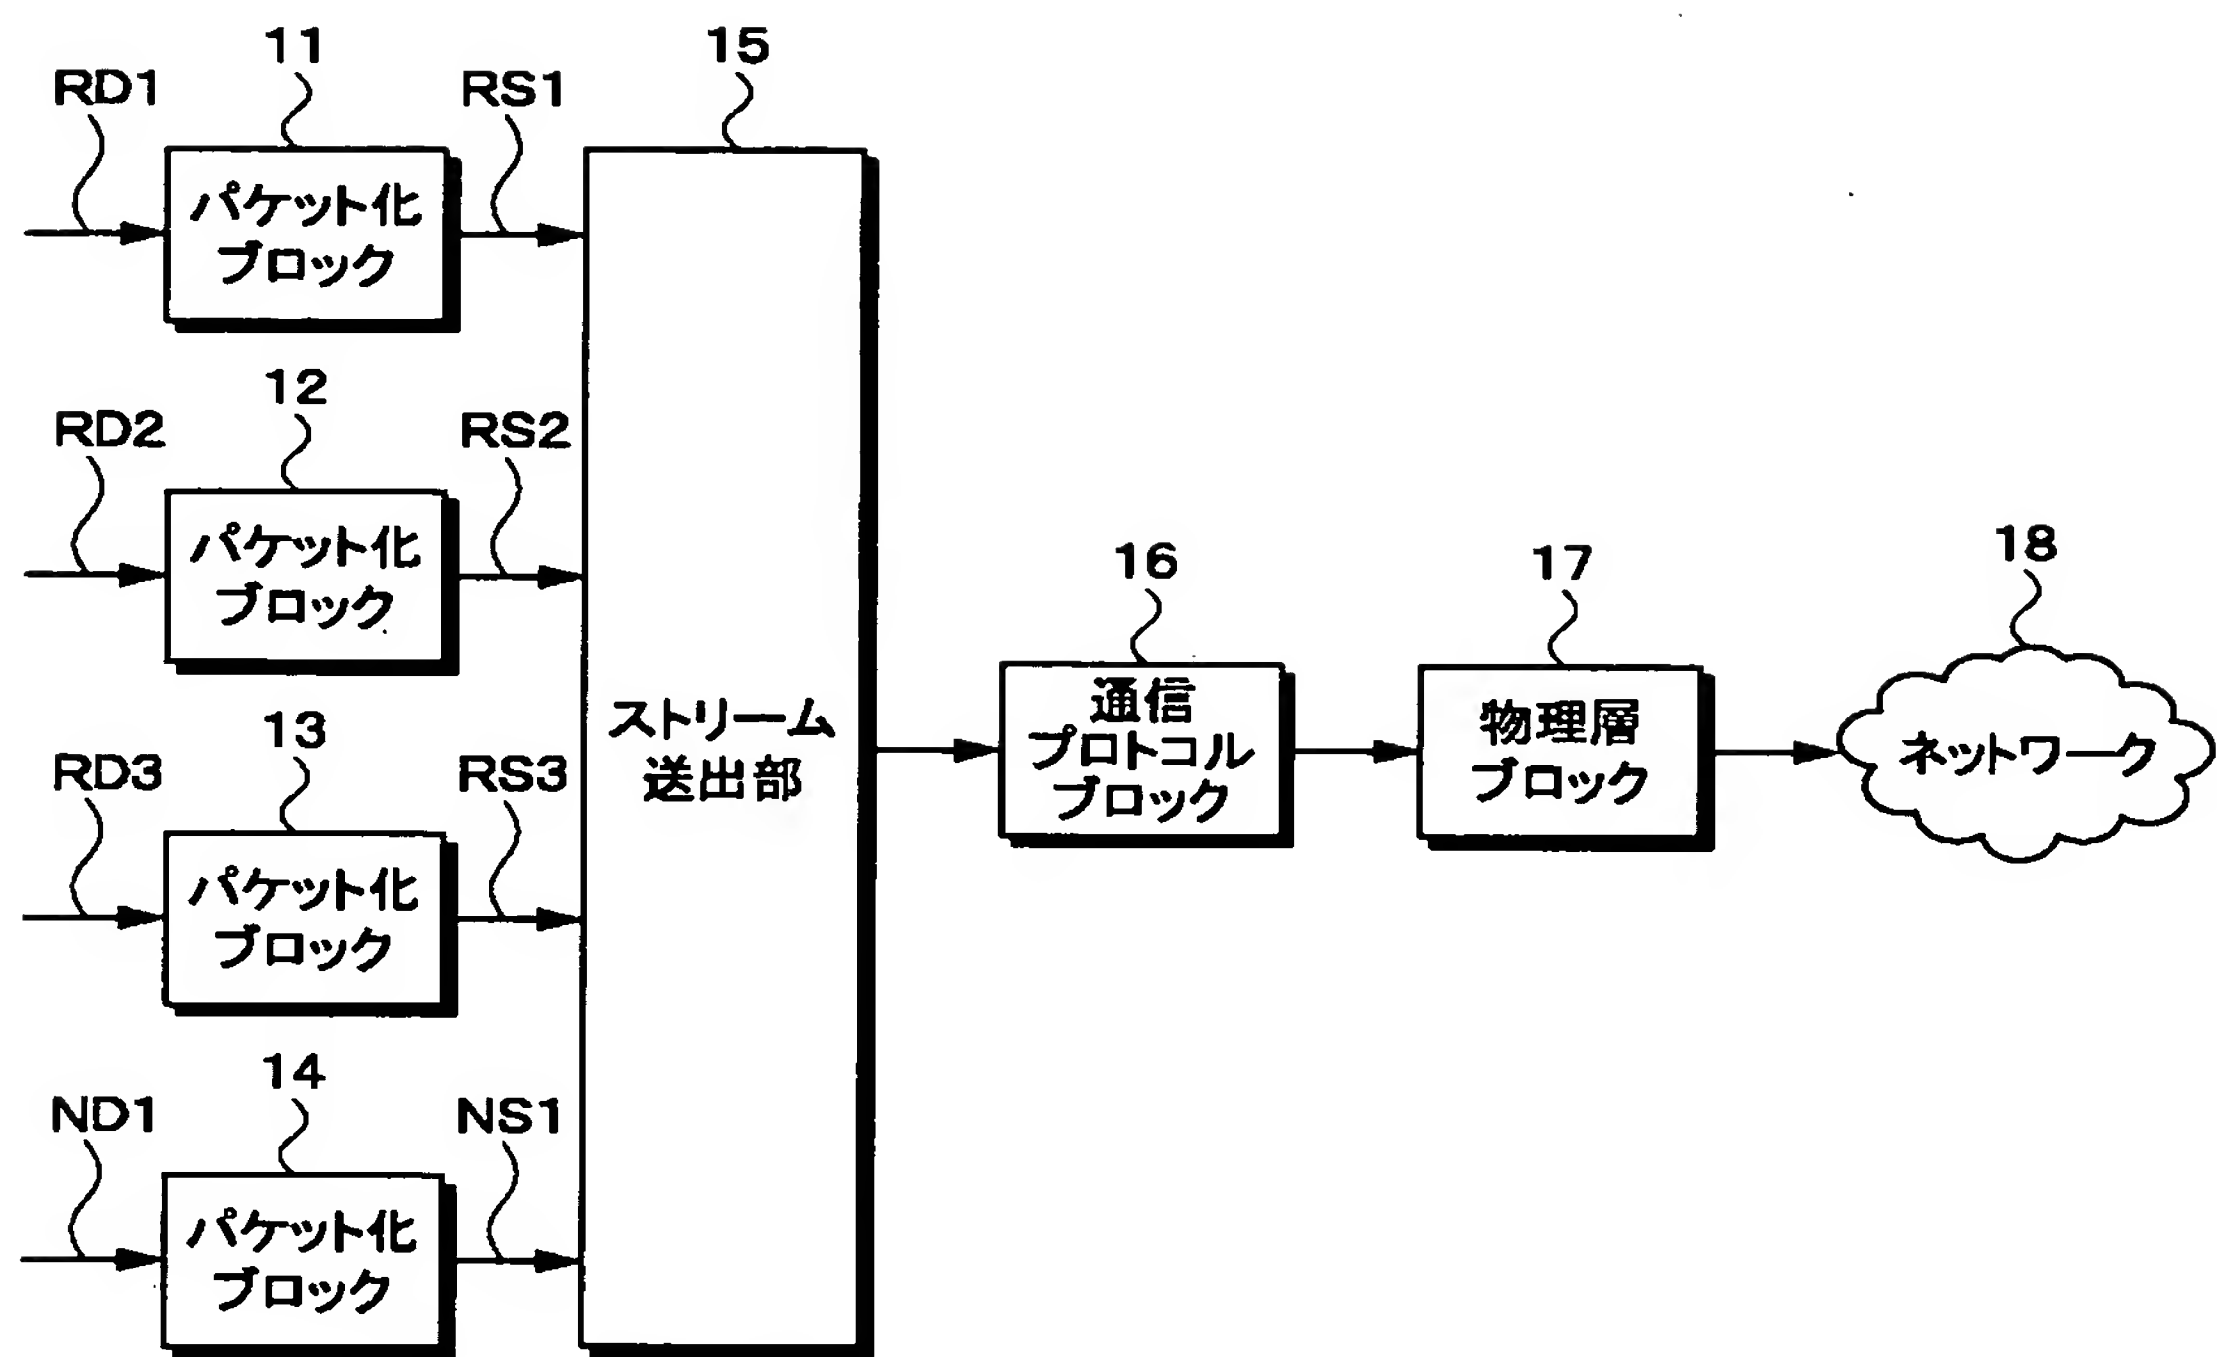 11
15
RD1
RS1
パケット化
ブロック
12
RD2
RS2
パケット化
ブロック
16
17
18
通信
プロトコル
ブロック
物理層
ブロック
ネットワーク
ストリーム
送出部
13
RD3
RS3
パケット化
ブロック
14
ND1
NS1
パケット化
ブロック